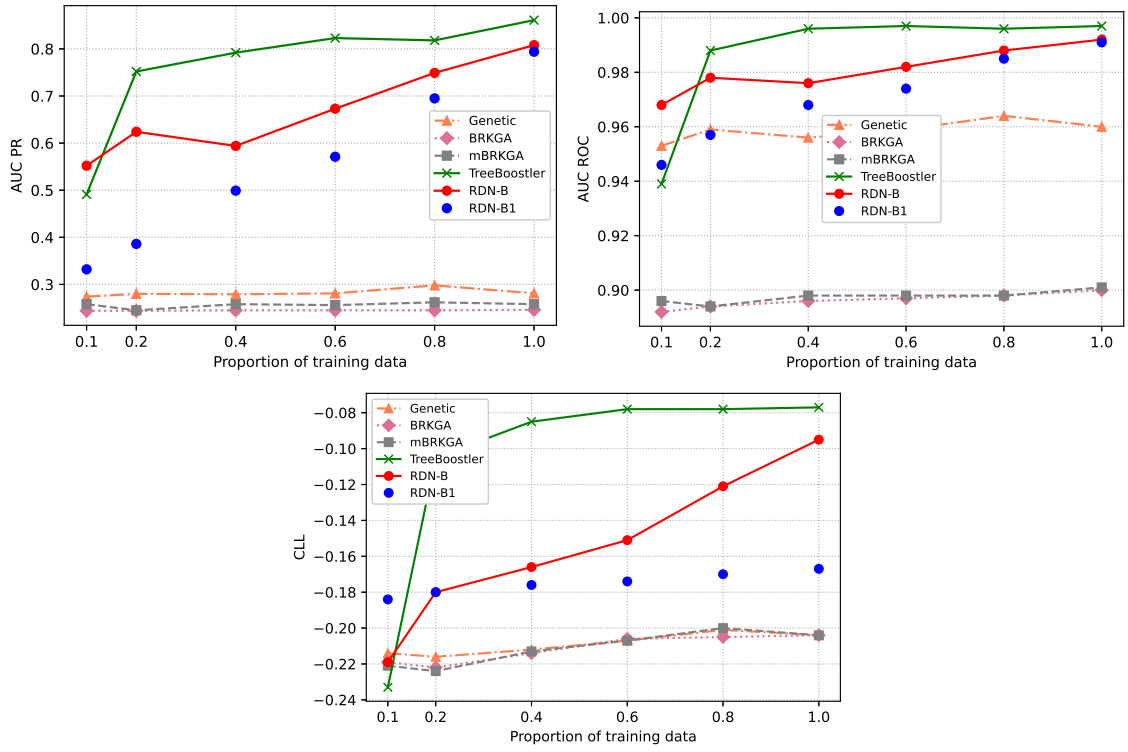 AUC PR
0.8
0.7
0.6
0.5
0.4
0.3
Genetic
BRKGA
mBRKGA
TreeBoostler
RDN-B
RDN-B1
0.1 0.2 0.4 0.6 0.8 1.0
Proportion of training data
AUC ROC
1.00
0.98
0.96
0.94
0.92
0.90
Genetic
BRKGA
mBRKGA
TreeBoostler
RDN-B
RDN-B1
0.1 0.2 0.4 0.6 0.8 1.0
Proportion of training data
CLL
−0.08
−0.10
−0.12
−0.14
−0.16
−0.18
−0.20
−0.22
−0.24
Genetic
BRKGA
mBRKGA
TreeBoostler
RDN-B
RDN-B1
0.1 0.2 0.4 0.6 0.8 1.0
Proportion of training data